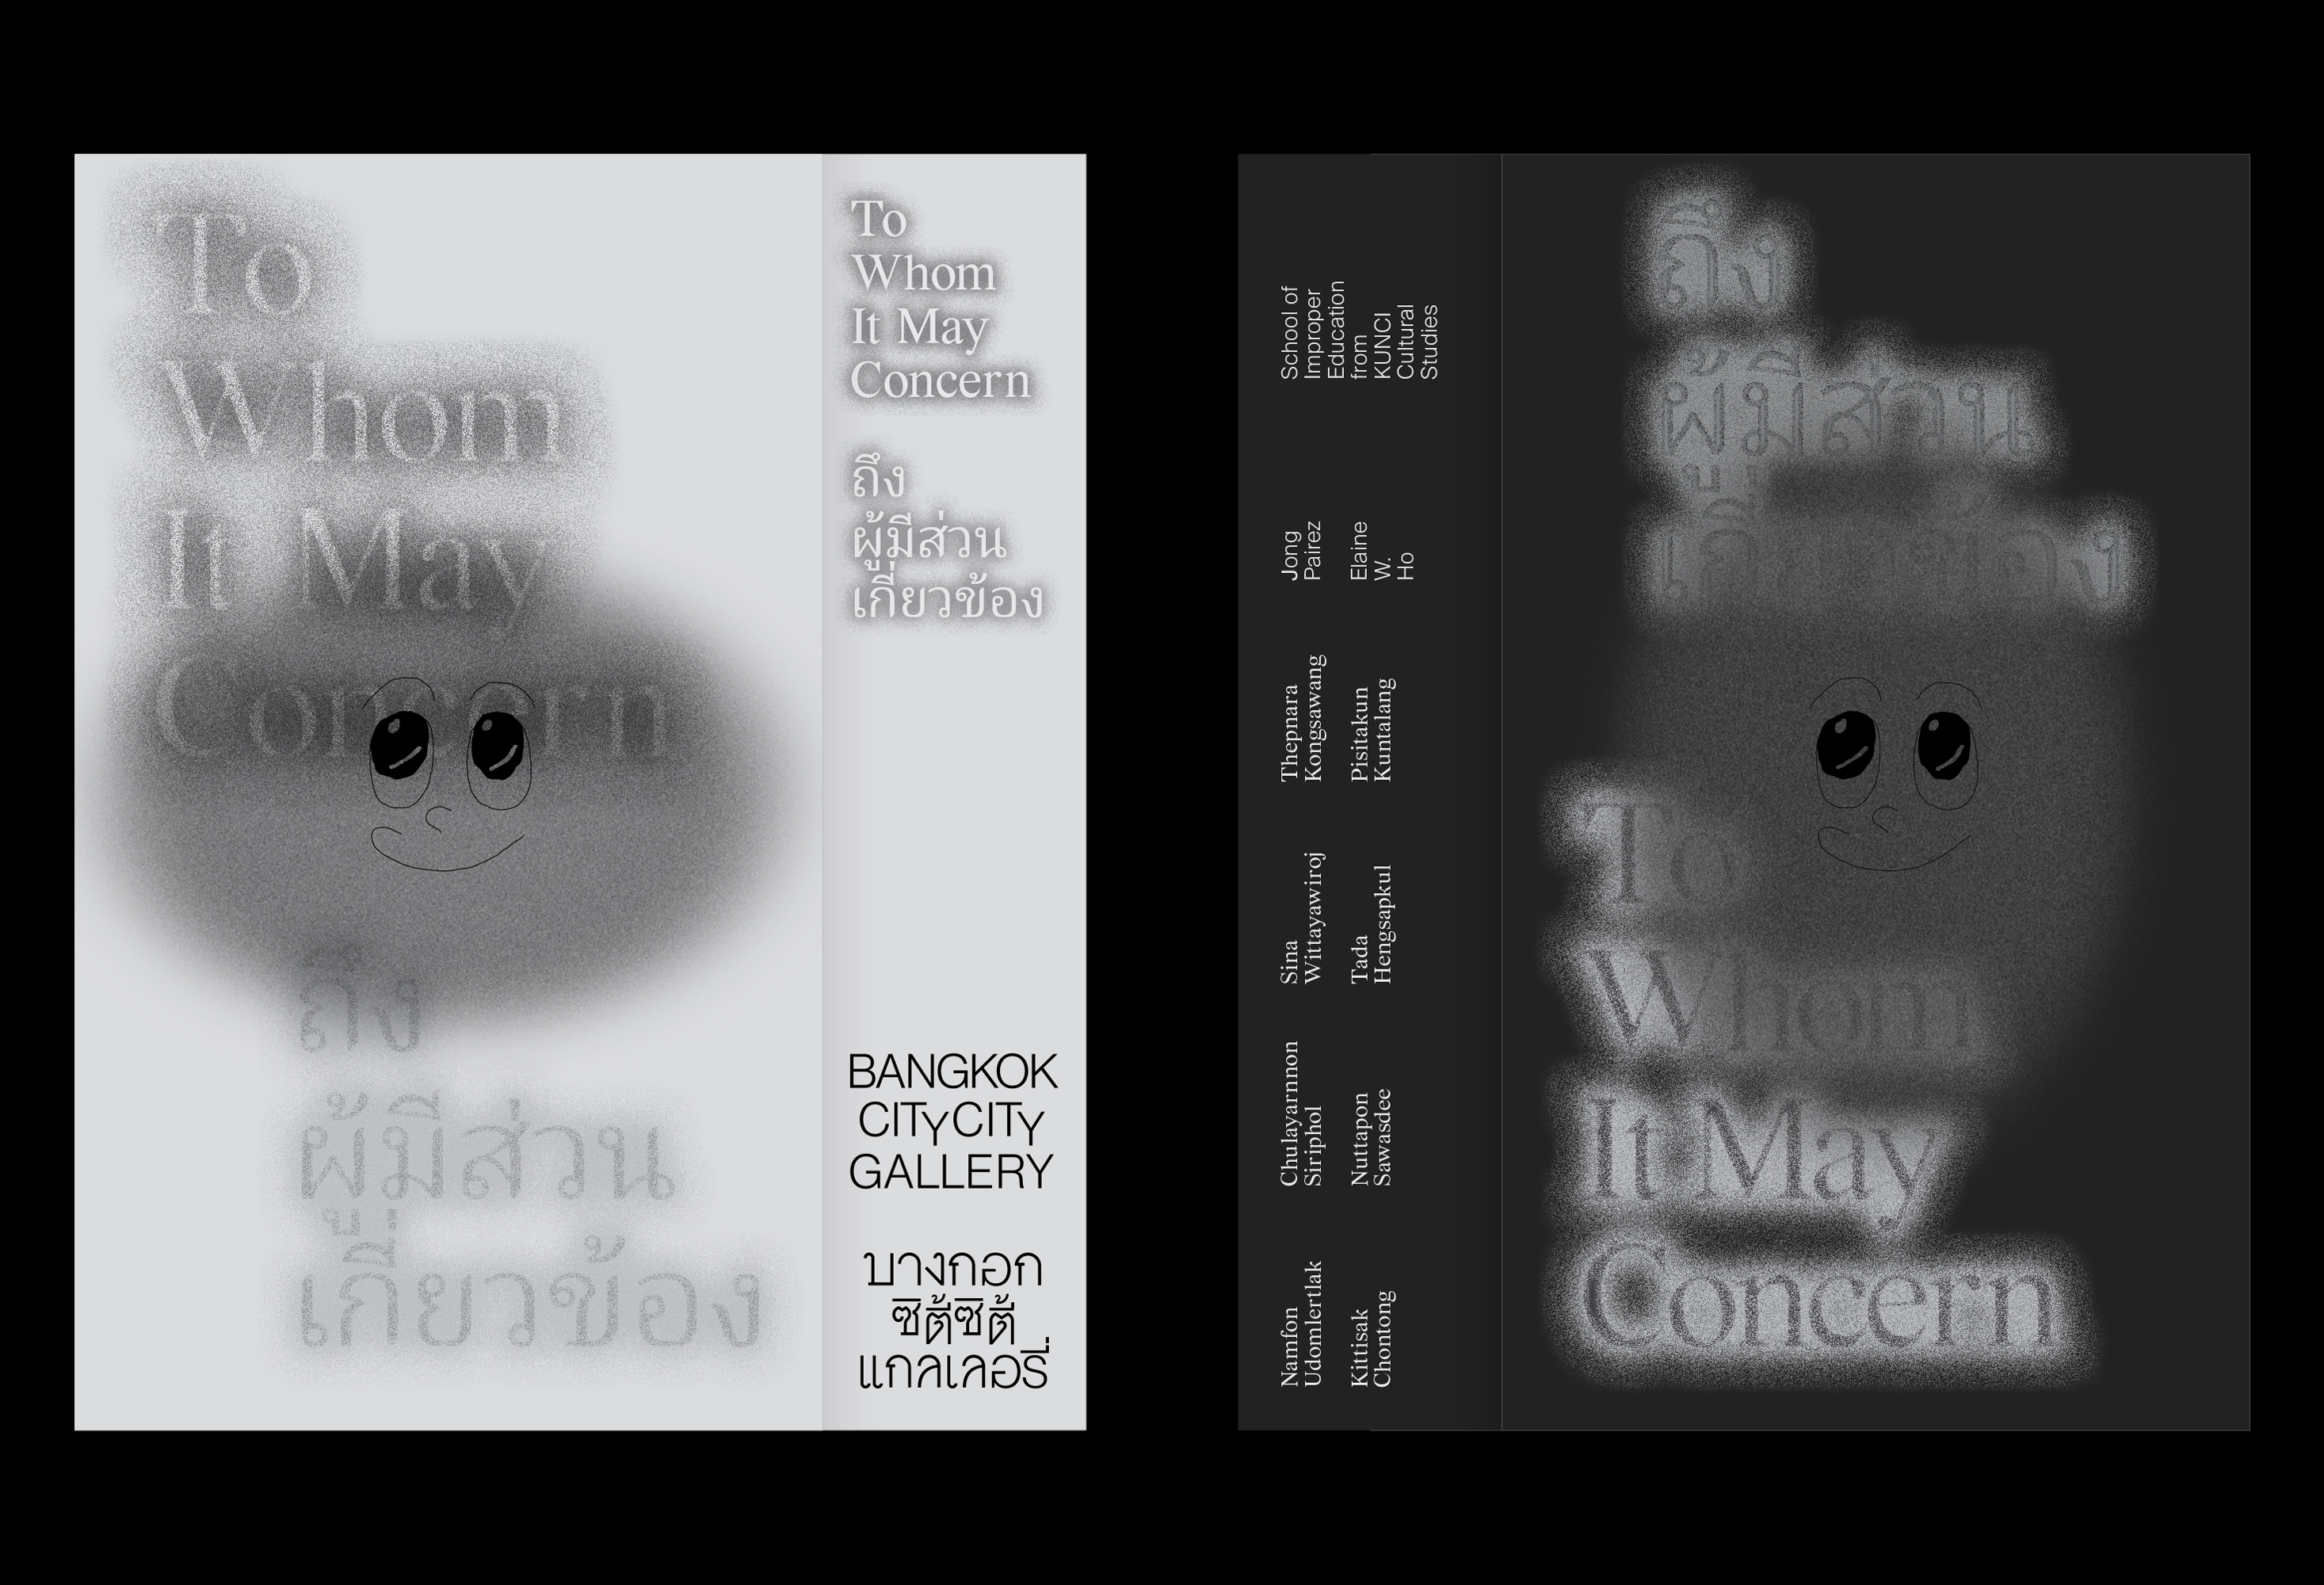 To
Whom
It May
Concern
ถึง
ผู้มีส่วน
เกี่ยวข้อง
To
Whom
It May
Concern
ถึง
ผู้มีส่วน
เกี่ยวข้อง
BANGKOK
CITYCITY
GALLERY
บางกอก
ซิตี้ซิตี้
แกลเลอรี่
School of
Improper
Education
from
KUNCI
Cultural
Studies
Jong
Pairez
Elaine
W.
Ho
Thepnara
Kongsawang
Pisitakun
Kuntalang
Sina
Wittayawiroj
Tada
Hengsapkul
Chulayarnnon
Siriphol
Nutapon
Sawasdee
Namfon
Udomlertlak
Kittisak
Chontong
ถึง
ผู้มีส่วน
เกี่ยวข้อง
To
Whom
It May
Concern